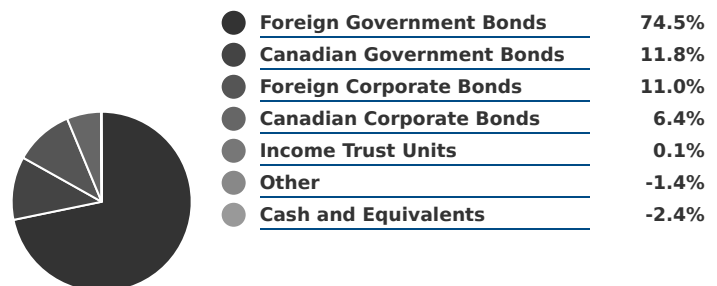 Foreign Government Bonds 74.5%
Canadian Government Bonds 11.8%
Foreign Corporate Bonds 11.0%
Canadian Corporate Bonds 6.4%
Income Trust Units 0.1%
Other -1.4%
Cash and Equivalents -2.4%